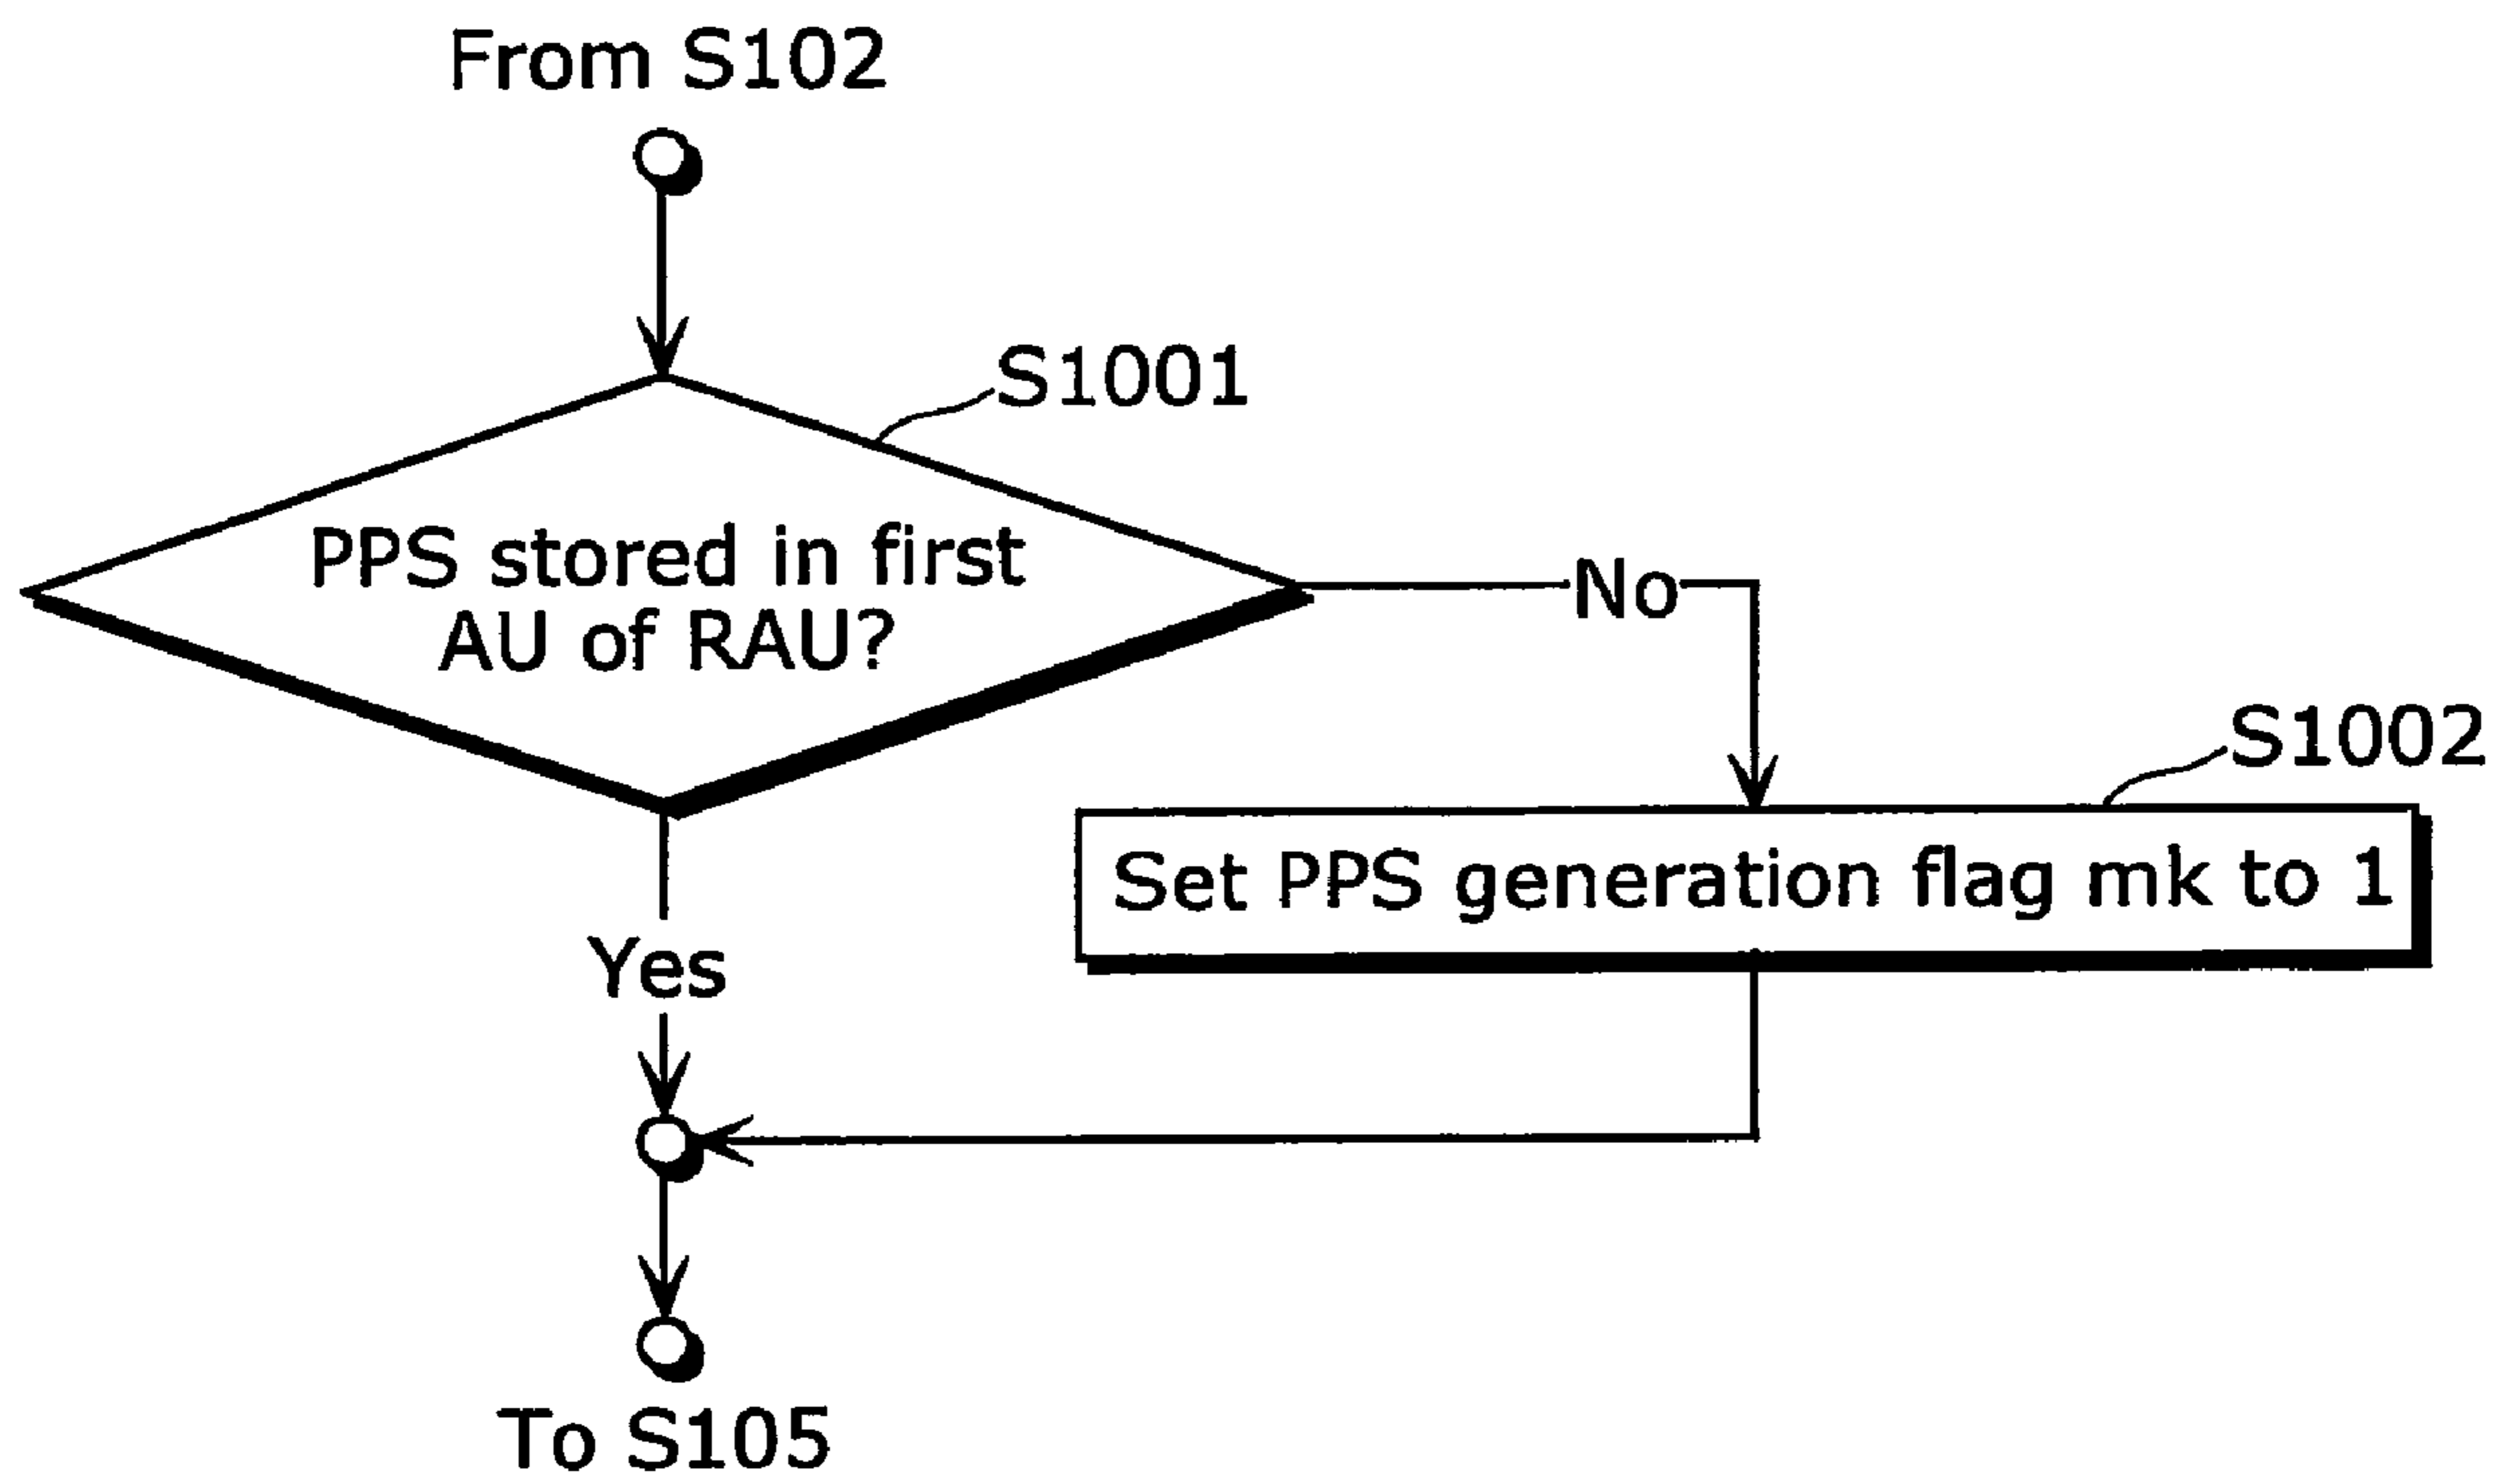 From S102
S1001
PPS stored in first
AU of RAU?
No
S1002
Set PPS generation flag mk to 1
Yes
To S105